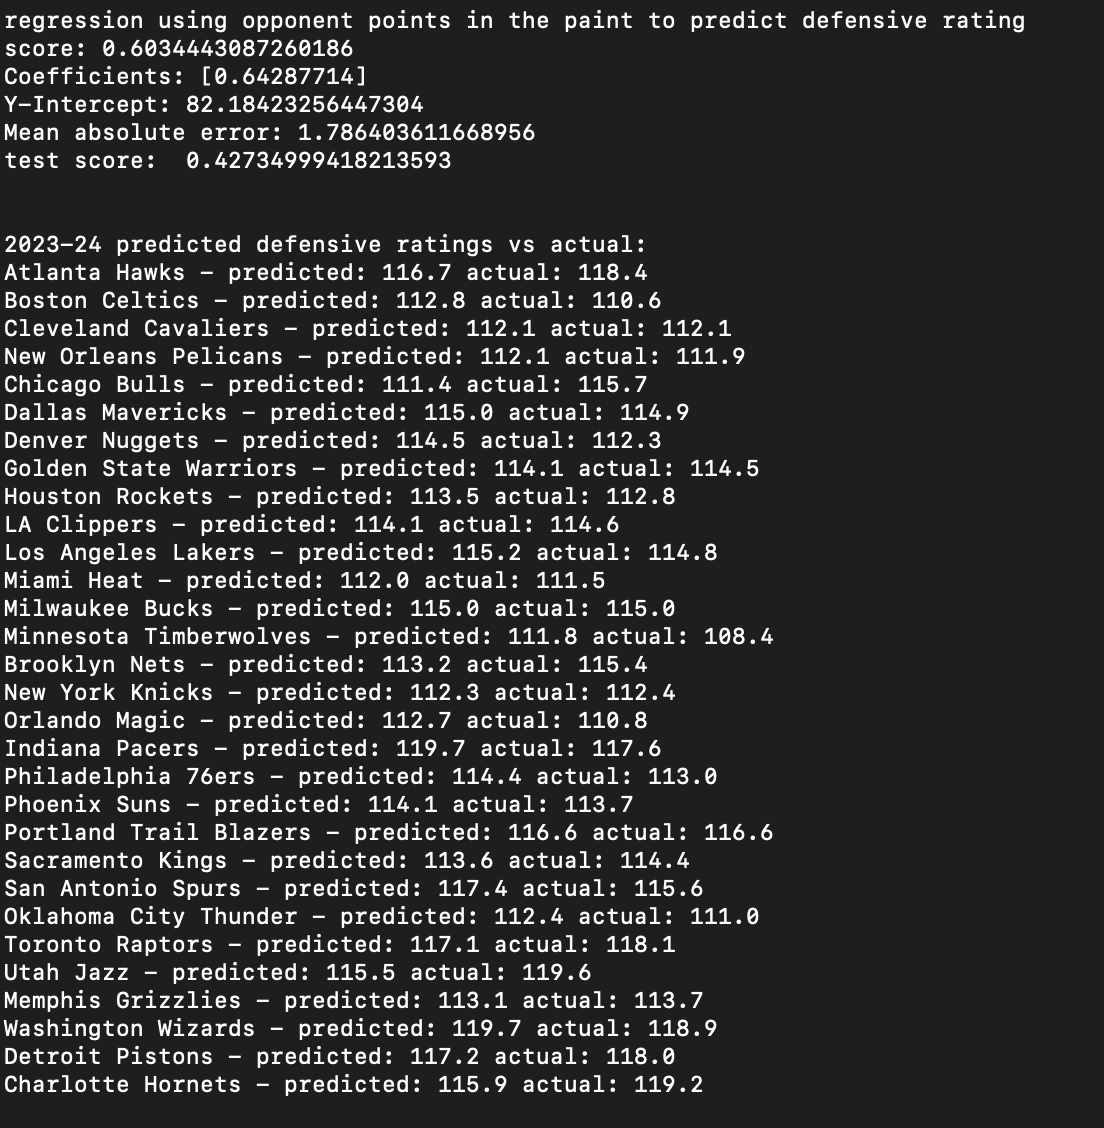 regression using opponent points in the paint to predict defensive rating
score: 0.6034443087260186
Coefficients: [0.64287714]
Y-Intercept: 82.18423256447304
Mean absolute error: 1.786403611668956
test score:  0.42734999418213593
2023-24 predicted defensive ratings vs actual:
Atlanta Hawks - predicted: 116.7 actual: 118.4
Boston Celtics - predicted: 112.8 actual: 110.6
Cleveland Cavaliers - predicted: 112.1 actual: 112.1
New Orleans Pelicans - predicted: 112.1 actual: 111.9
Chicago Bulls - predicted: 111.4 actual: 115.7
Dallas Mavericks - predicted: 115.0 actual: 114.9
Denver Nuggets - predicted: 114.5 actual: 112.3
Golden State Warriors - predicted: 114.1 actual: 114.5
Houston Rockets - predicted: 113.5 actual: 112.8
LA Clippers - predicted: 114.1 actual: 114.6
Los Angeles Lakers - predicted: 115.2 actual: 114.8
Miami Heat - predicted: 112.0 actual: 111.5
Milwaukee Bucks - predicted: 115.0 actual: 115.0
Minnesota Timberwolves - predicted: 111.8 actual: 108.4
Brooklyn Nets - predicted: 113.2 actual: 115.4
New York Knicks - predicted: 112.3 actual: 112.4
Orlando Magic - predicted: 112.7 actual: 110.8
Indiana Pacers - predicted: 119.7 actual: 117.6
Philadelphia 76ers - predicted: 114.4 actual: 113.0
Phoenix Suns - predicted: 114.1 actual: 113.7
Portland Trail Blazers - predicted: 116.6 actual: 116.6
Sacramento Kings - predicted: 113.6 actual: 114.4
San Antonio Spurs - predicted: 117.4 actual: 115.6
Oklahoma City Thunder - predicted: 112.4 actual: 111.0
Toronto Raptors - predicted: 117.1 actual: 118.1
Utah Jazz - predicted: 115.5 actual: 119.6
Memphis Grizzlies - predicted: 113.1 actual: 113.7
Washington Wizards - predicted: 119.7 actual: 118.9
Detroit Pistons - predicted: 117.2 actual: 118.0
Charlotte Hornets - predicted: 115.9 actual: 119.2